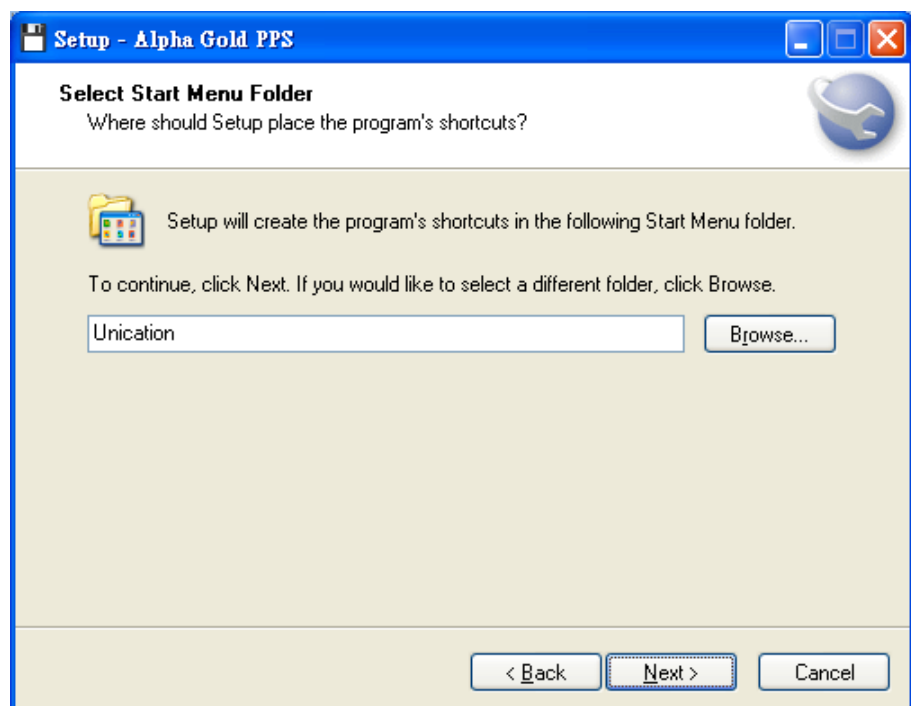 Setup - Alpha Gold PPS
Select Start Menu Folder
Where should Setup place the program's shortcuts?
Setup will create the program's shortcuts in the following Start Menu folder.
To continue, click Next. If you would like to select a different folder, click Browse.
Unication
Browse...
< Back
Next >
Cancel